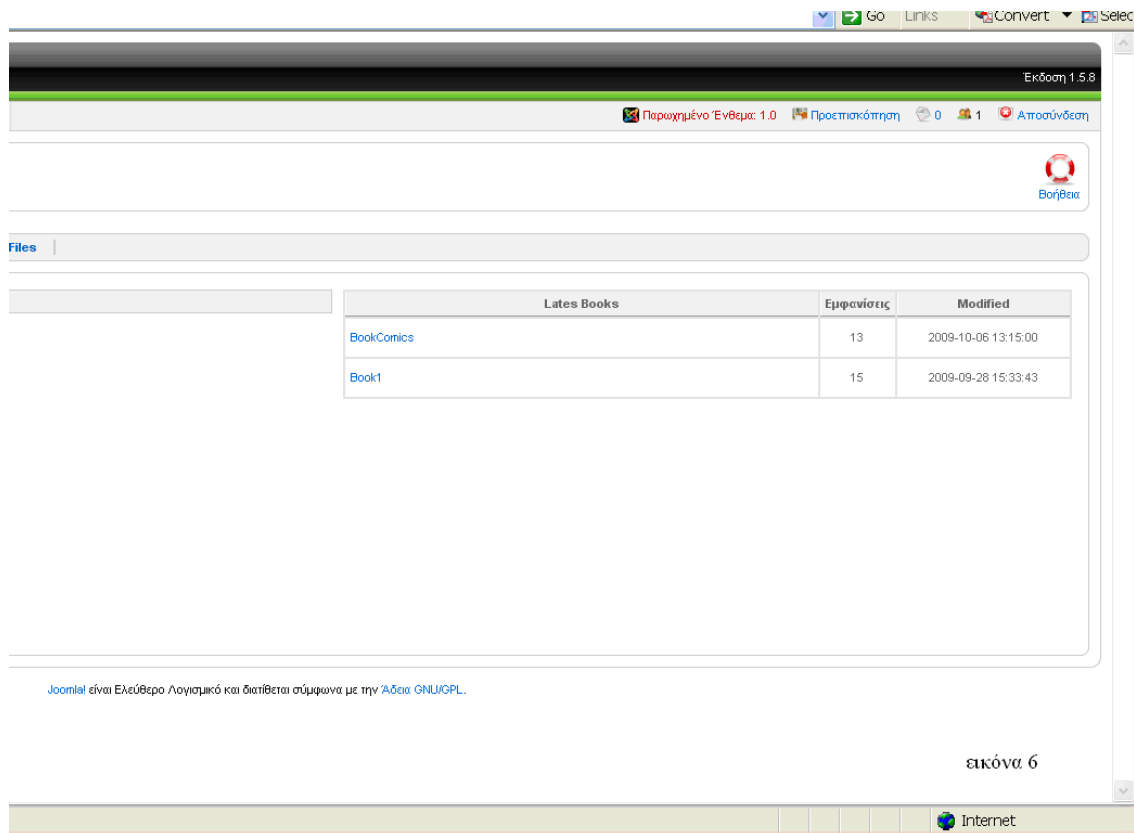 Go Links Convert Selec
Έκδοση 1.5.8
Παρωχημένο Ένθεμα: 1.0 Προεπισκόπηση 0 1 Αποσύνδεση
Βοήθεια
Files
Lates Books Εμφανίσεις Modified
BookComics 13 2009-10-06 13:15:00
Book1 15 2009-09-28 15:33:43
Joomla! είναι Ελεύθερο Λογισμικό και διατίθεται σύμφωνα με την Άδεια GNU/GPL.
εικόνα 6
Internet